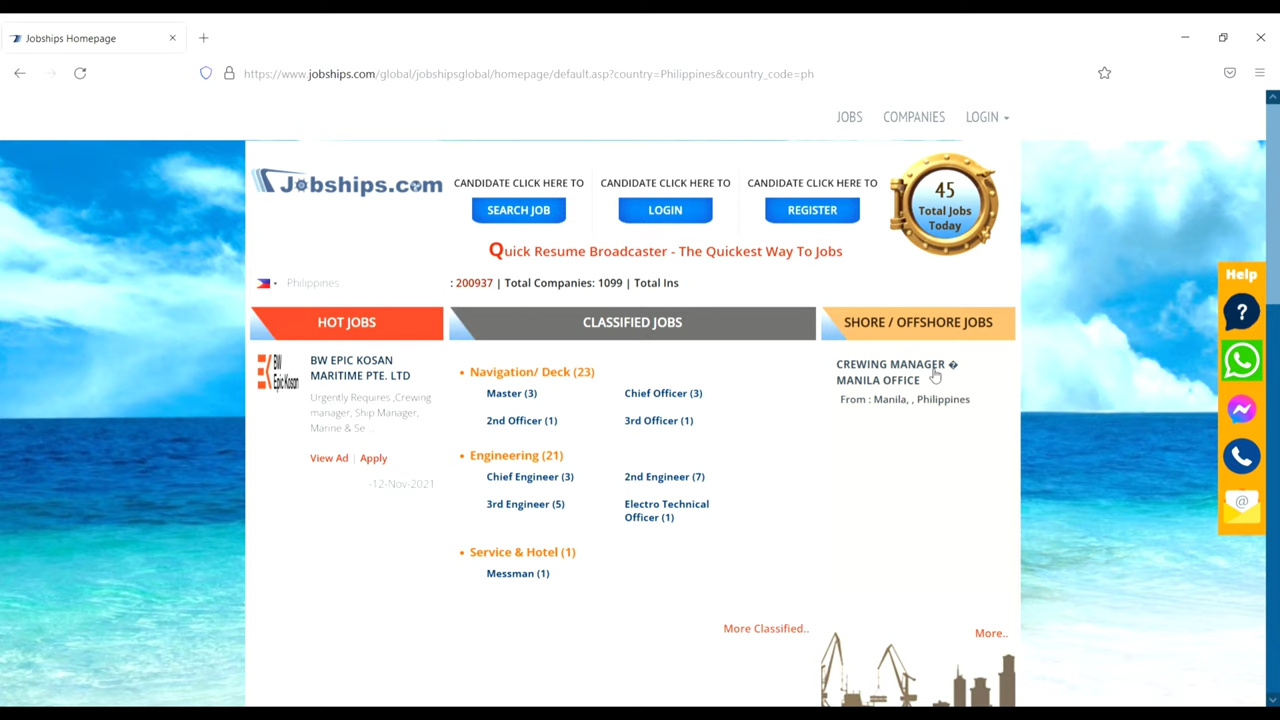 Jobships Homepage
https://www.jobships.com/global/jobshipsglobal/homepage/default.asp?country=Philippines&country_code=ph
JOBS COMPANIES LOGIN
Jobships.com
CANDIDATE CLICK HERE TO
SEARCH JOB
CANDIDATE CLICK HERE TO
LOGIN
CANDIDATE CLICK HERE TO
REGISTER
45
Total Jobs
Today
Quick Resume Broadcaster - The Quickest Way To Jobs
Philippines
: 200937 | Total Companies: 1099 | Total Ins
HOT JOBS
BW
Epic Kosan
BW EPIC KOSAN
MARITIME PTE. LTD
Urgently Requires ,Crewing
manager, Ship Manager,
Marine & Se ...
View Ad | Apply
-12-Nov-2021
CLASSIFIED JOBS
• Navigation/ Deck (23)
Master (3) Chief Officer (3)
2nd Officer (1) 3rd Officer (1)
• Engineering (21)
Chief Engineer (3) 2nd Engineer (7)
3rd Engineer (5) Electro Technical
Officer (1)
• Service & Hotel (1)
Messman (1)
More Classified..
SHORE / OFFSHORE JOBS
CREWING MANAGER �
MANILA OFFICE
From : Manila, , Philippines
More..
Help
?
@